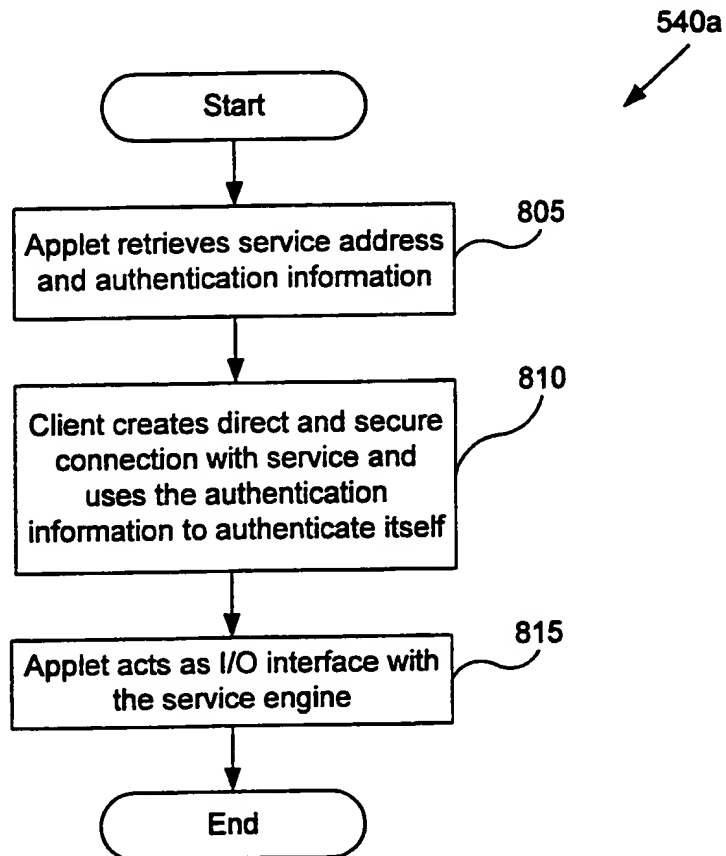 540a
Start
805
Applet retrieves service address
and authentication information
810
Client creates direct and secure
connection with service and
uses the authentication
information to authenticate itself
815
Applet acts as I/O interface with
the service engine
End